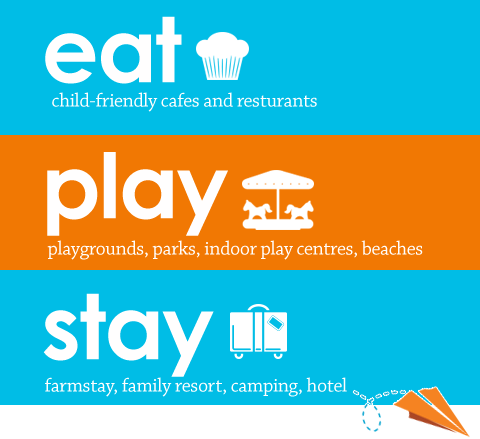 eat
child-friendly cafes and resturants
play
playgrounds, parks, indoor play centres, beaches
stay
farmstay, family resort, camping, hotel